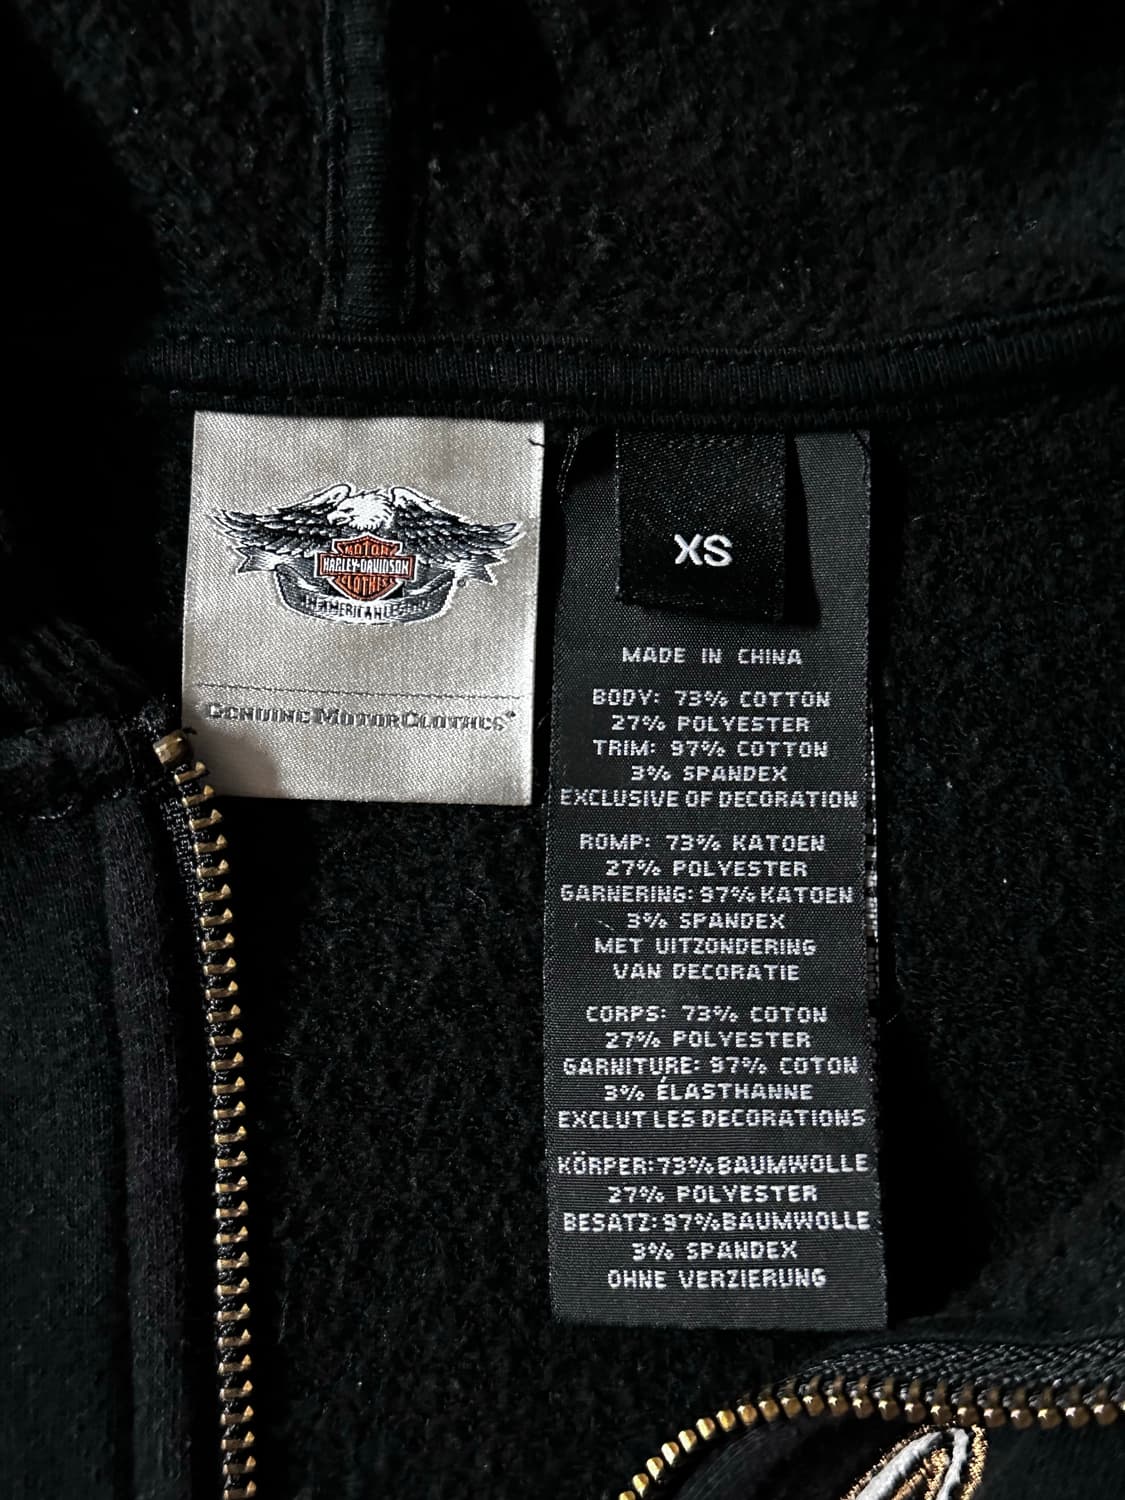 MOTOR
HARLEY-DAVIDSON
CLOTHES
GENUINE MOTORCLOTHES
XS
MADE IN CHINA
BODY: 73% COTTON
27% POLYESTER
TRIM: 97% COTTON
3% SPANDEX
EXCLUSIVE OF DECORATION
ROMP: 73% KATOEN
27% POLYESTER
GARNERING: 97% KATOEN
3% SPANDEX
MET UITZONDERING
VAN DECORATIE
CORPS: 73% COTON
27% POLYESTER
GARNITURE: 97% COTON
3% ÉLASTHANNE
EXCLUT LES DECORATIONS
KÖRPER: 73% BAUMWOLLE
27% POLYESTER
BESATZ: 97% BAUMWOLLE
3% SPANDEX
OHNE VERZIERUNG